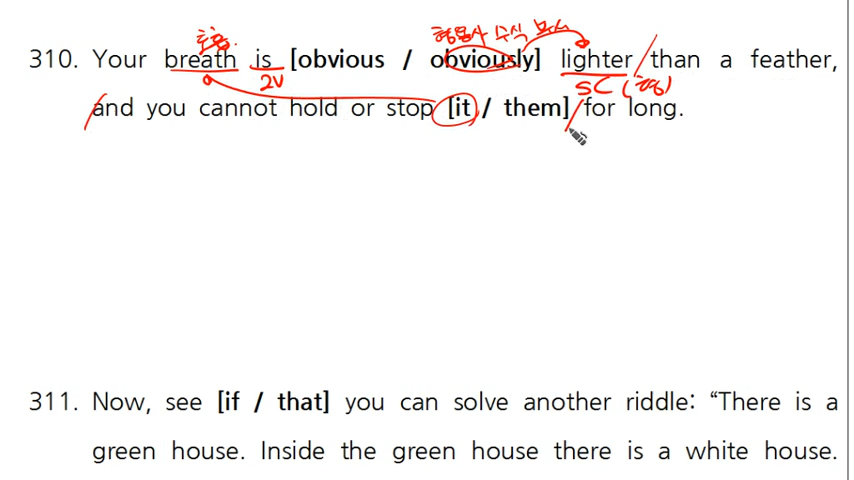 형용사 수식 부사
310. Your breath is [obvious / obviously] lighter than a feather,
2V SC (형)
and you cannot hold or stop [it / them] for long.
311. Now, see [if / that] you can solve another riddle: “There is a
green house. Inside the green house there is a white house.